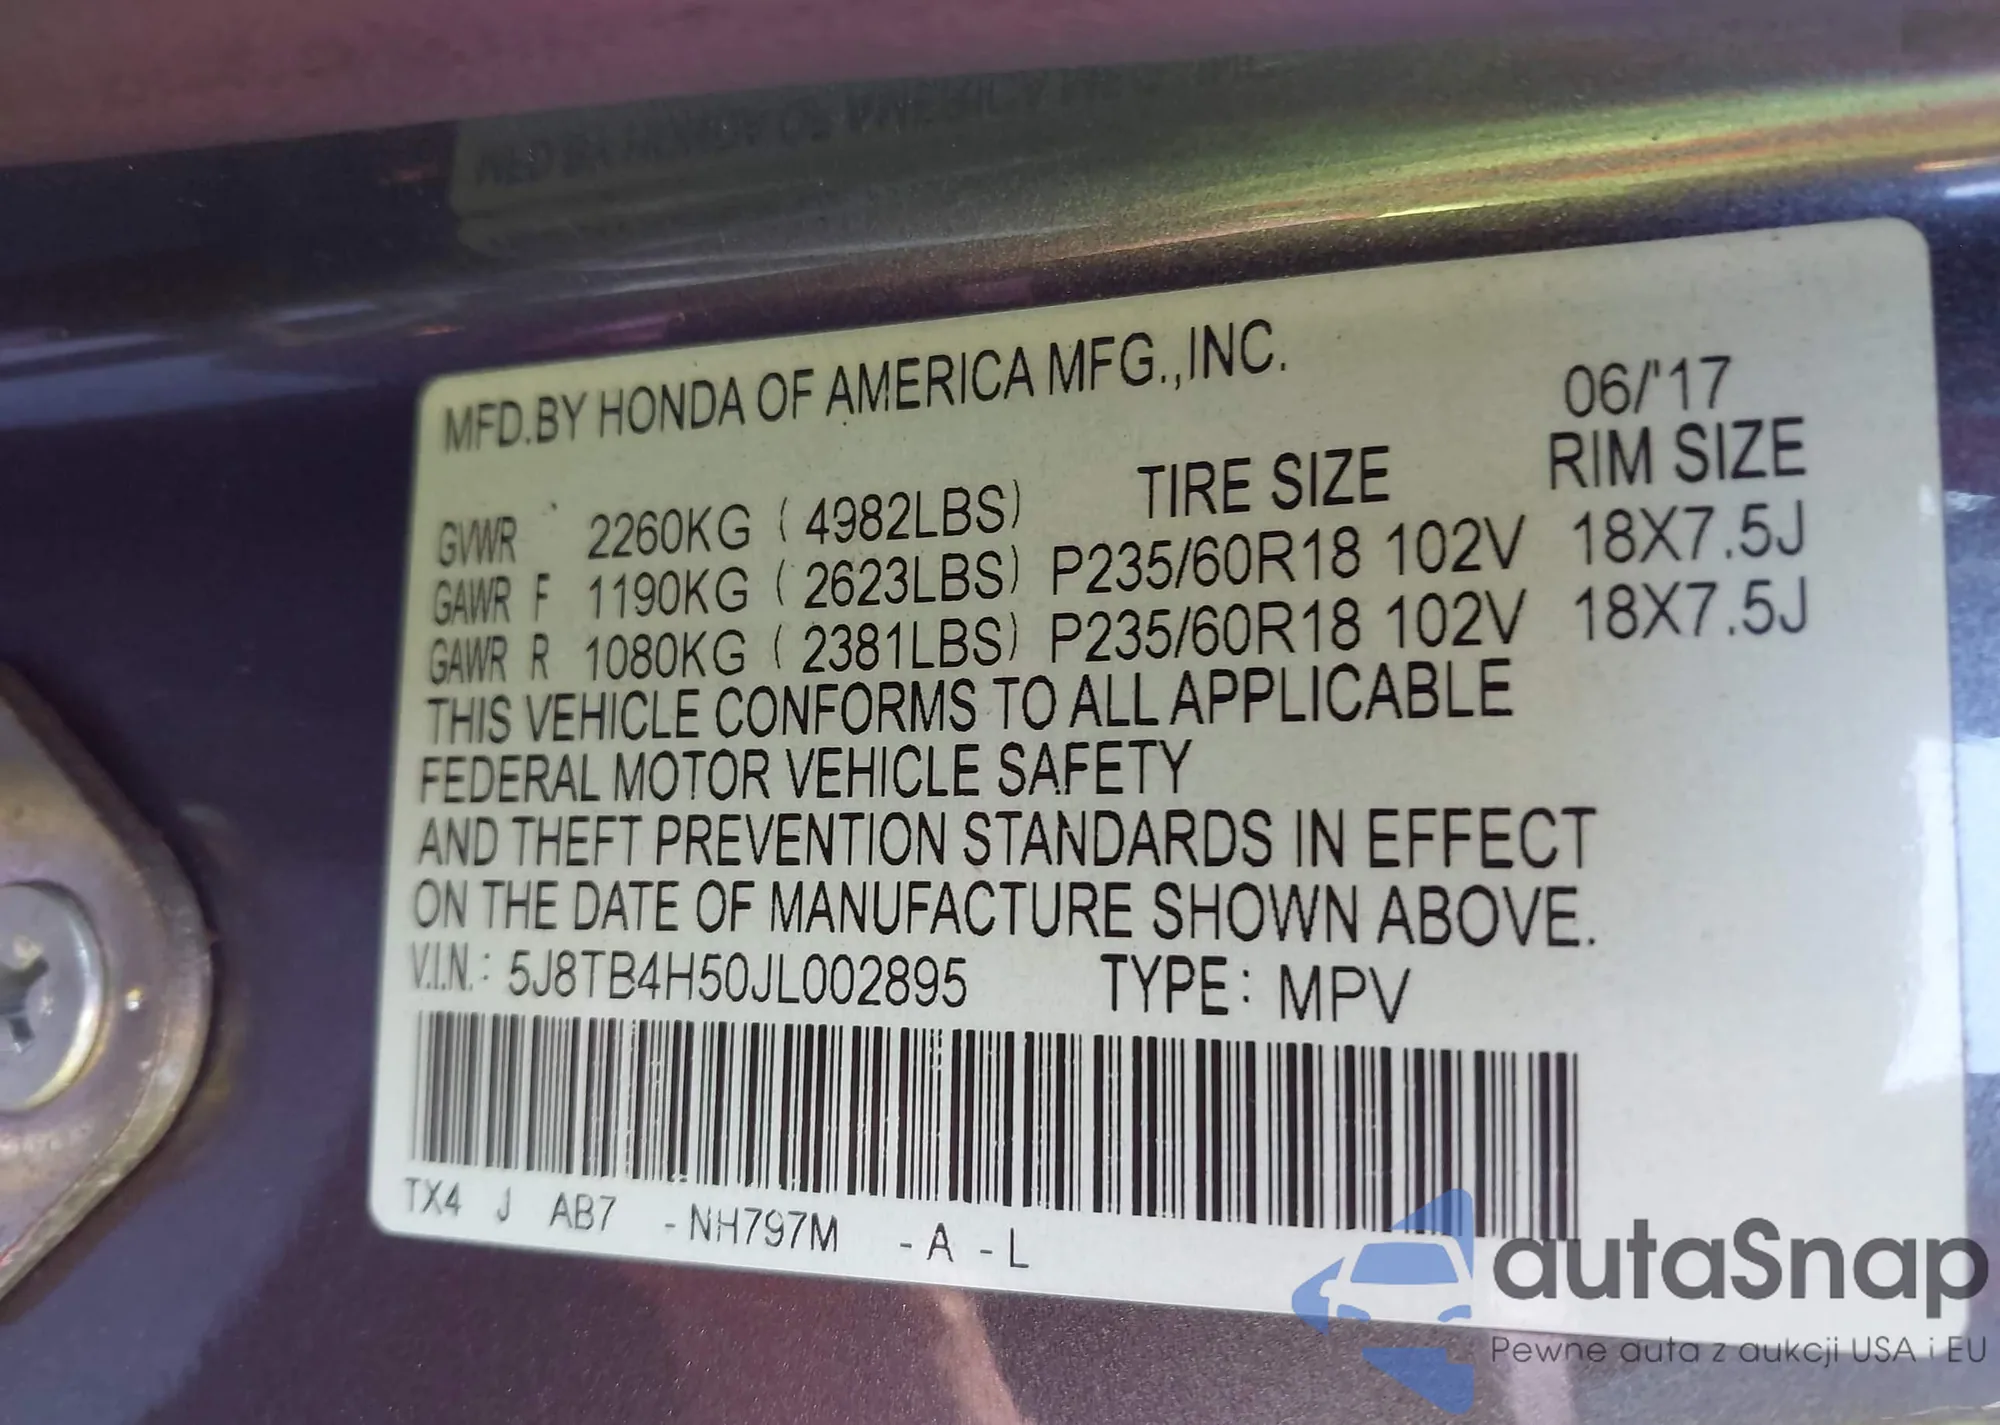 MFD.BY HONDA OF AMERICA MFG.,INC. 06/'17
TIRE SIZE RIM SIZE
GVWR 2260KG (4982LBS)
GAWR F 1190KG (2623LBS) P235/60R18 102V 18X7.5J
GAWR R 1080KG (2381LBS) P235/60R18 102V 18X7.5J
THIS VEHICLE CONFORMS TO ALL APPLICABLE
FEDERAL MOTOR VEHICLE SAFETY
AND THEFT PREVENTION STANDARDS IN EFFECT
ON THE DATE OF MANUFACTURE SHOWN ABOVE.
V.I.N.: 5J8TB4H50JL002895 TYPE: MPV
TX4 J AB7 -NH797M -A -L
autaSnap
Pewne auta z aukcji USA i EU